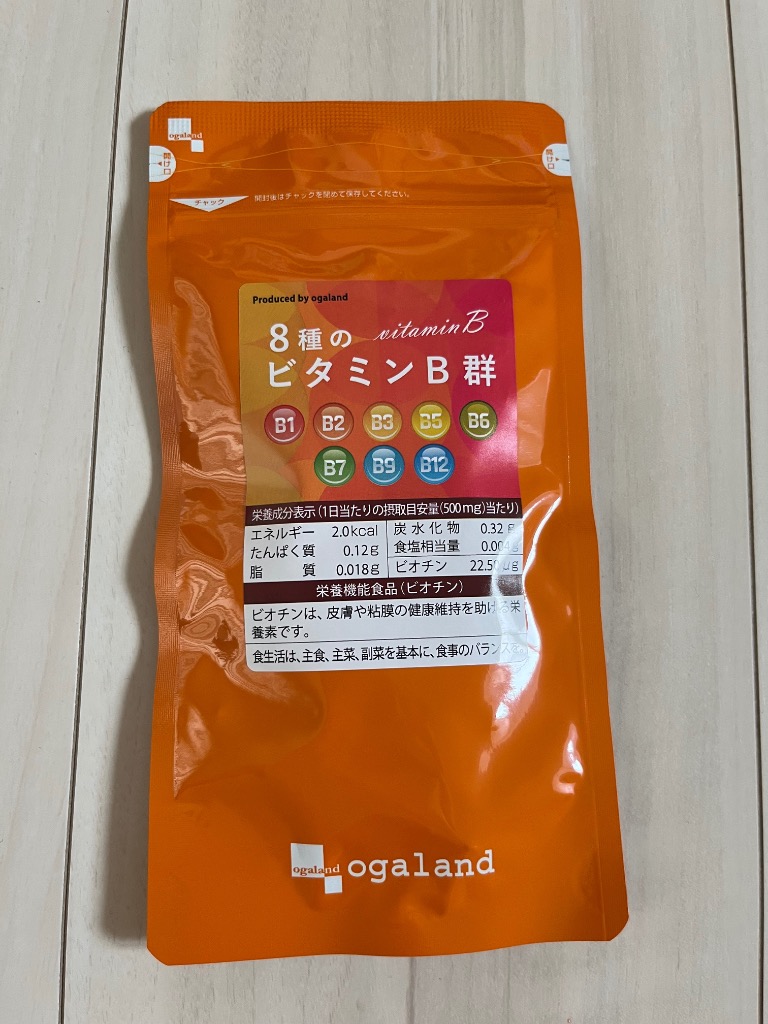 ogaland
開け口
開け口
チャック
開封後はチャックを閉めて保存してください。
Produced by ogaland
8種の vitamin B
ビタミンB群
B1 B2 B3 B5 B6
B7 B9 B12
栄養成分表示(1日当たりの摂取目安量(500mg)当たり)
エネルギー 2.0kcal 炭水化物 0.32g
たんぱく質 0.12g 食塩相当量 0.004g
脂質 0.018g ビオチン 22.50μg
栄養機能食品(ビオチン)
ビオチンは、皮膚や粘膜の健康維持を助ける栄
養素です。
食生活は、主食、主菜、副菜を基本に、食事のバランスを
ogaland ogaland